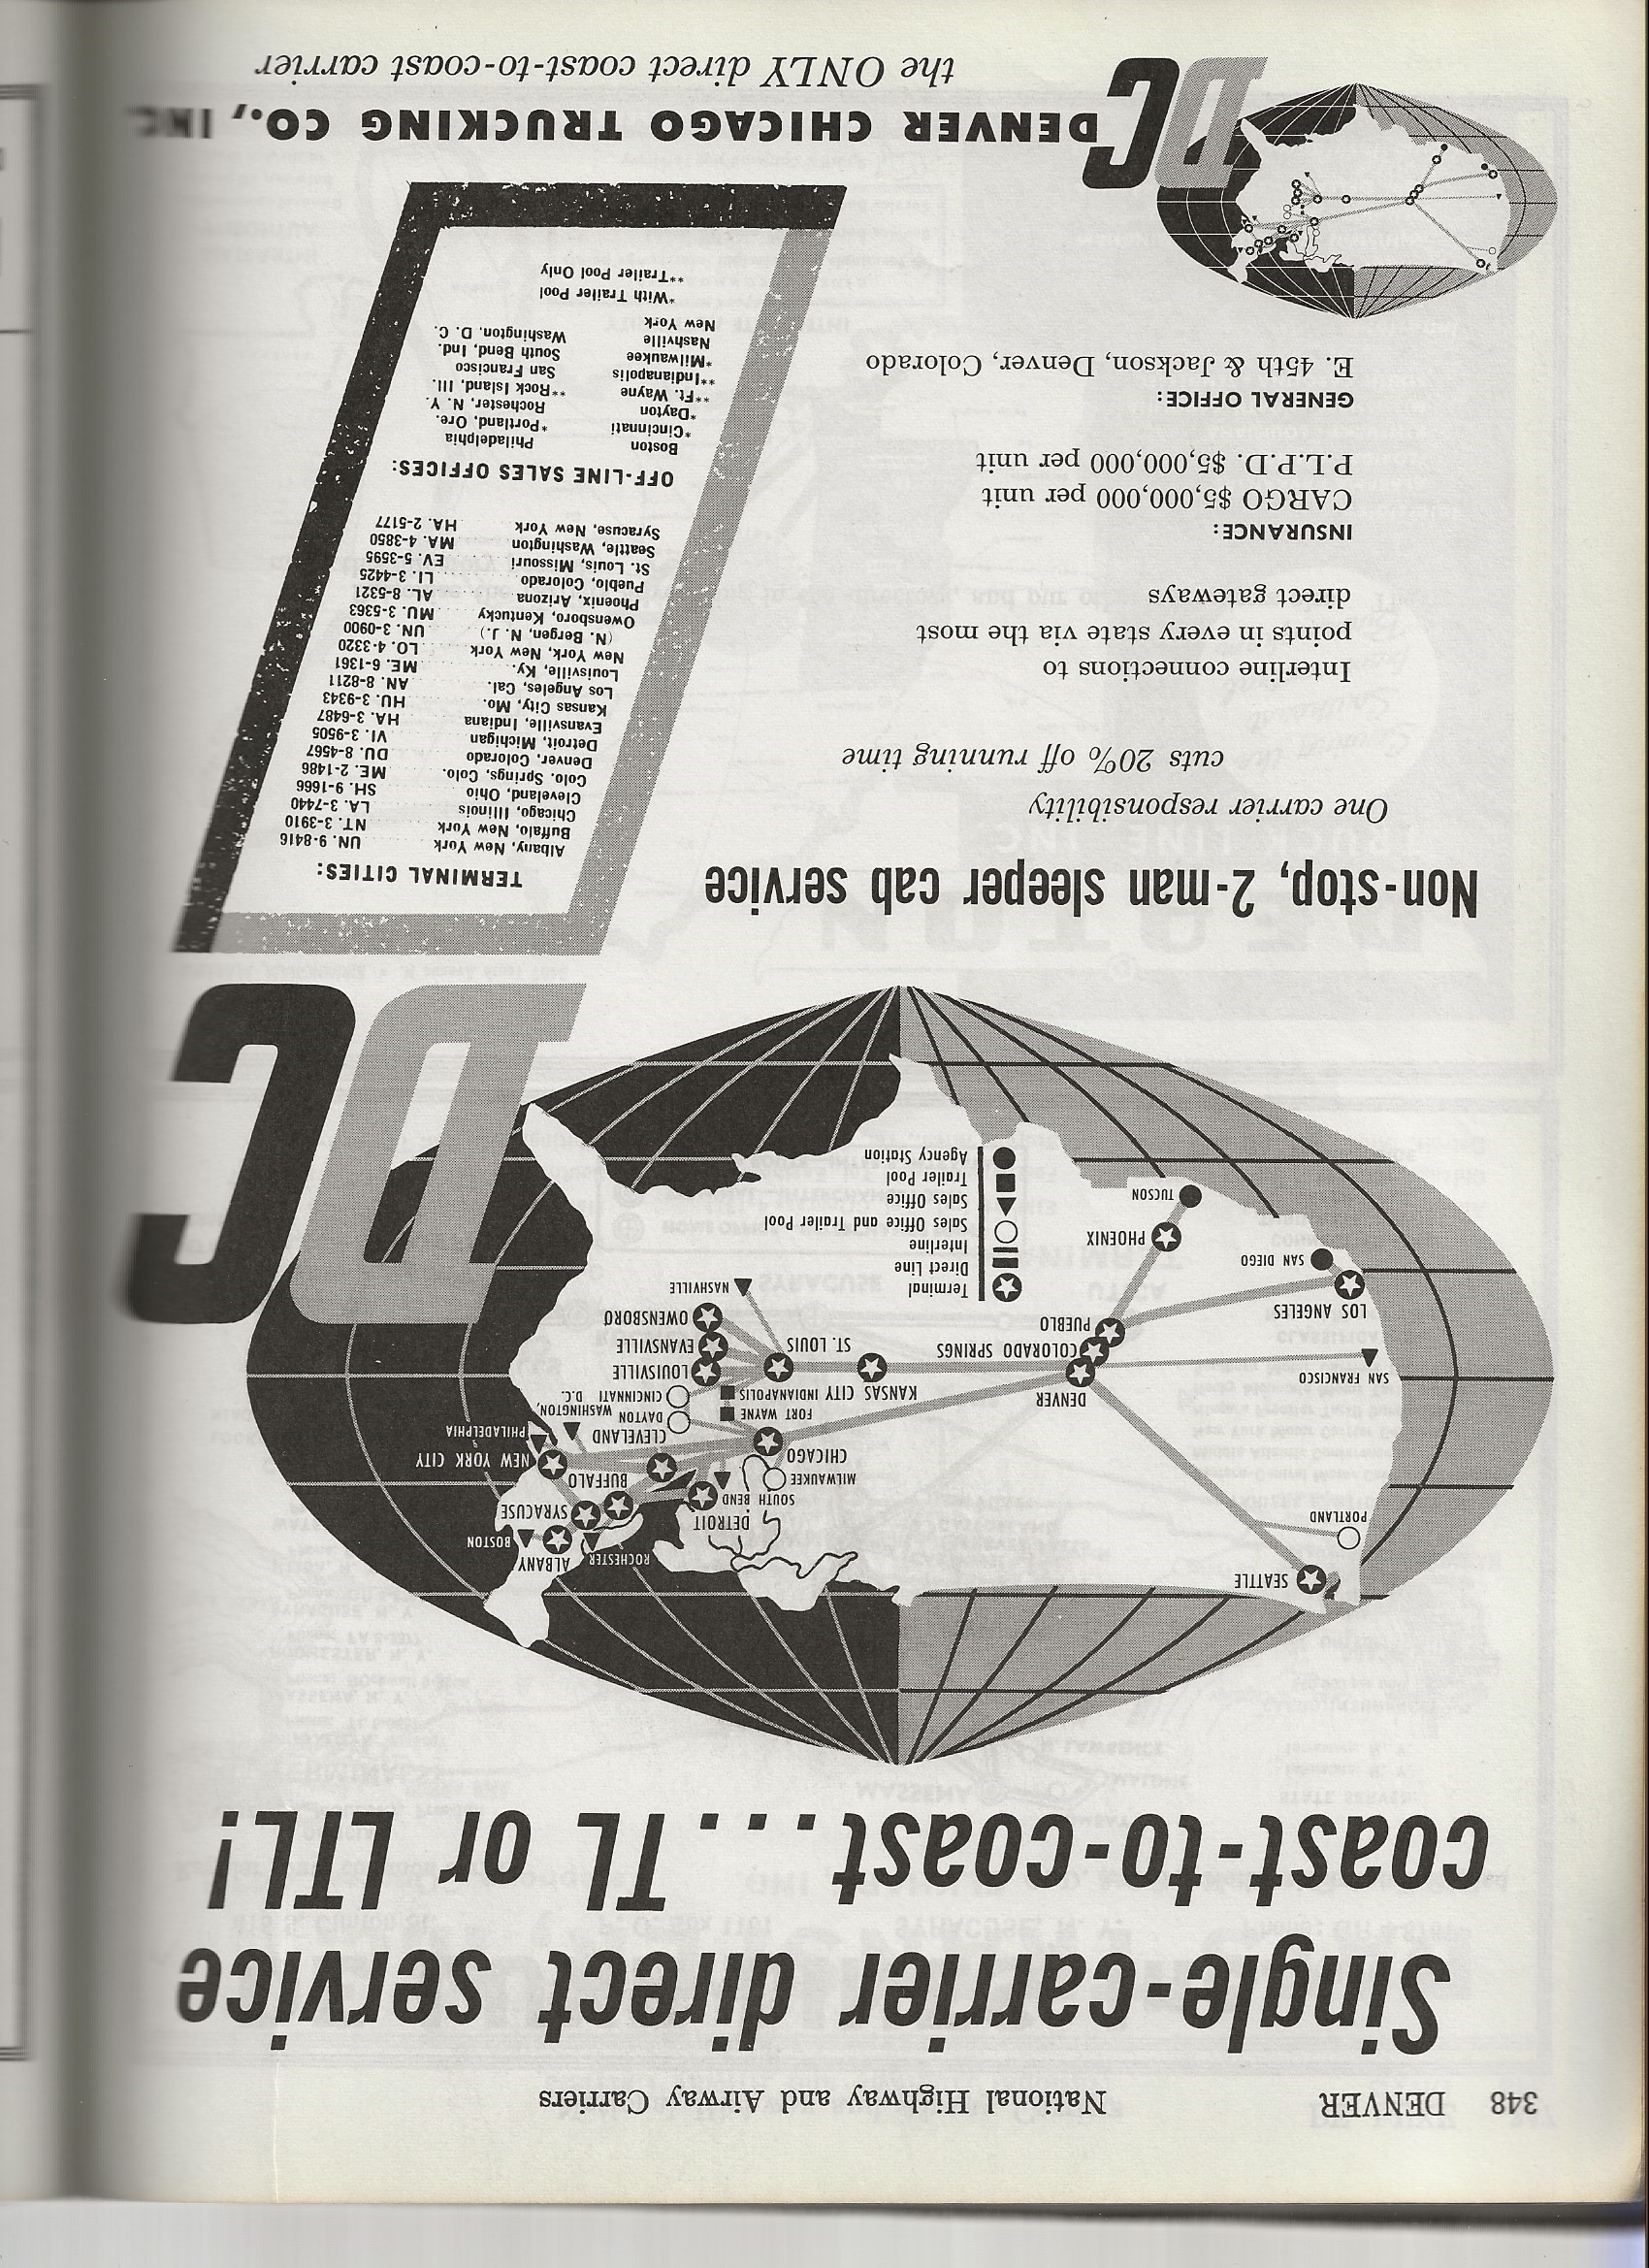 348 DENVER National Highway and Airway Carriers
Single-carrier direct service
coast-to-coast...TL or LTL!
SEATTLE
PORTLAND
SAN FRANCISCO
LOS ANGELES
SAN DIEGO
PHOENIX
TUCSON
DENVER
COLORADO SPRINGS
PUEBLO
KANSAS CITY
ST. LOUIS
MILWAUKEE
CHICAGO
SOUTH BEND
DETROIT
FORT WAYNE
INDIANAPOLIS
ROCHESTER
ALBANY
BOSTON
SYRACUSE
BUFFALO
NEW YORK CITY
PHILADELPHIA
CLEVELAND
DAYTON
WASHINGTON,
D.C.
CINCINNATI
LOUISVILLE
EVANSVILLE
OWENSBORO
NASHVILLE
Terminal
Direct Line
Interline
Sales Office and Trailer Pool
Sales Office
Trailer Pool
Agency Station
DC
Non-stop, 2-man sleeper cab service
One carrier responsibility
cuts 20% off running time
Interline connections to
points in every state via the most
direct gateways
INSURANCE:
CARGO $5,000,000 per unit
P.L.P.D. $5,000,000 per unit
GENERAL OFFICE:
E. 45th & Jackson, Denver, Colorado
TERMINAL CITIES:
Albany, New York UN. 9-8416
Buffalo, New York NT. 3-3910
Chicago, Illinois LA. 3-7440
Cleveland, Ohio SH. 9-1666
Colo. Springs, Colo. ME. 2-1486
Denver, Colorado DU. 8-4567
Detroit, Michigan VI. 3-9505
Evansville, Indiana HA. 3-6487
Kansas City, Mo. HU. 3-9343
Los Angeles, Cal. AN. 8-8211
Louisville, Ky. ME. 6-1361
New York, New York LO. 4-3320
(N. Bergen, N. J.) UN. 3-0900
Owensboro, Kentucky MU. 3-5363
Phoenix, Arizona AL. 8-5321
Pueblo, Colorado LI. 3-4425
St. Louis, Missouri EV. 5-3595
Seattle, Washington MA. 4-3850
Syracuse, New York HA. 2-5177
OFF-LINE SALES OFFICES:
Boston Philadelphia
*Cincinnati *Portland, Ore.
*Dayton Rochester, N. Y.
**Ft. Wayne **Rock Island, Ill.
**Indianapolis San Francisco
*Milwaukee South Bend, Ind.
Nashville Washington, D. C.
New York
*With Trailer Pool
**Trailer Pool Only
DC DENVER CHICAGO TRUCKING CO., INC.
the ONLY direct coast-to-coast carrier